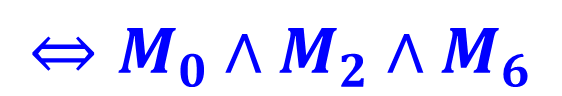 ⇔ M₀ ∧ M₂ ∧ M₆